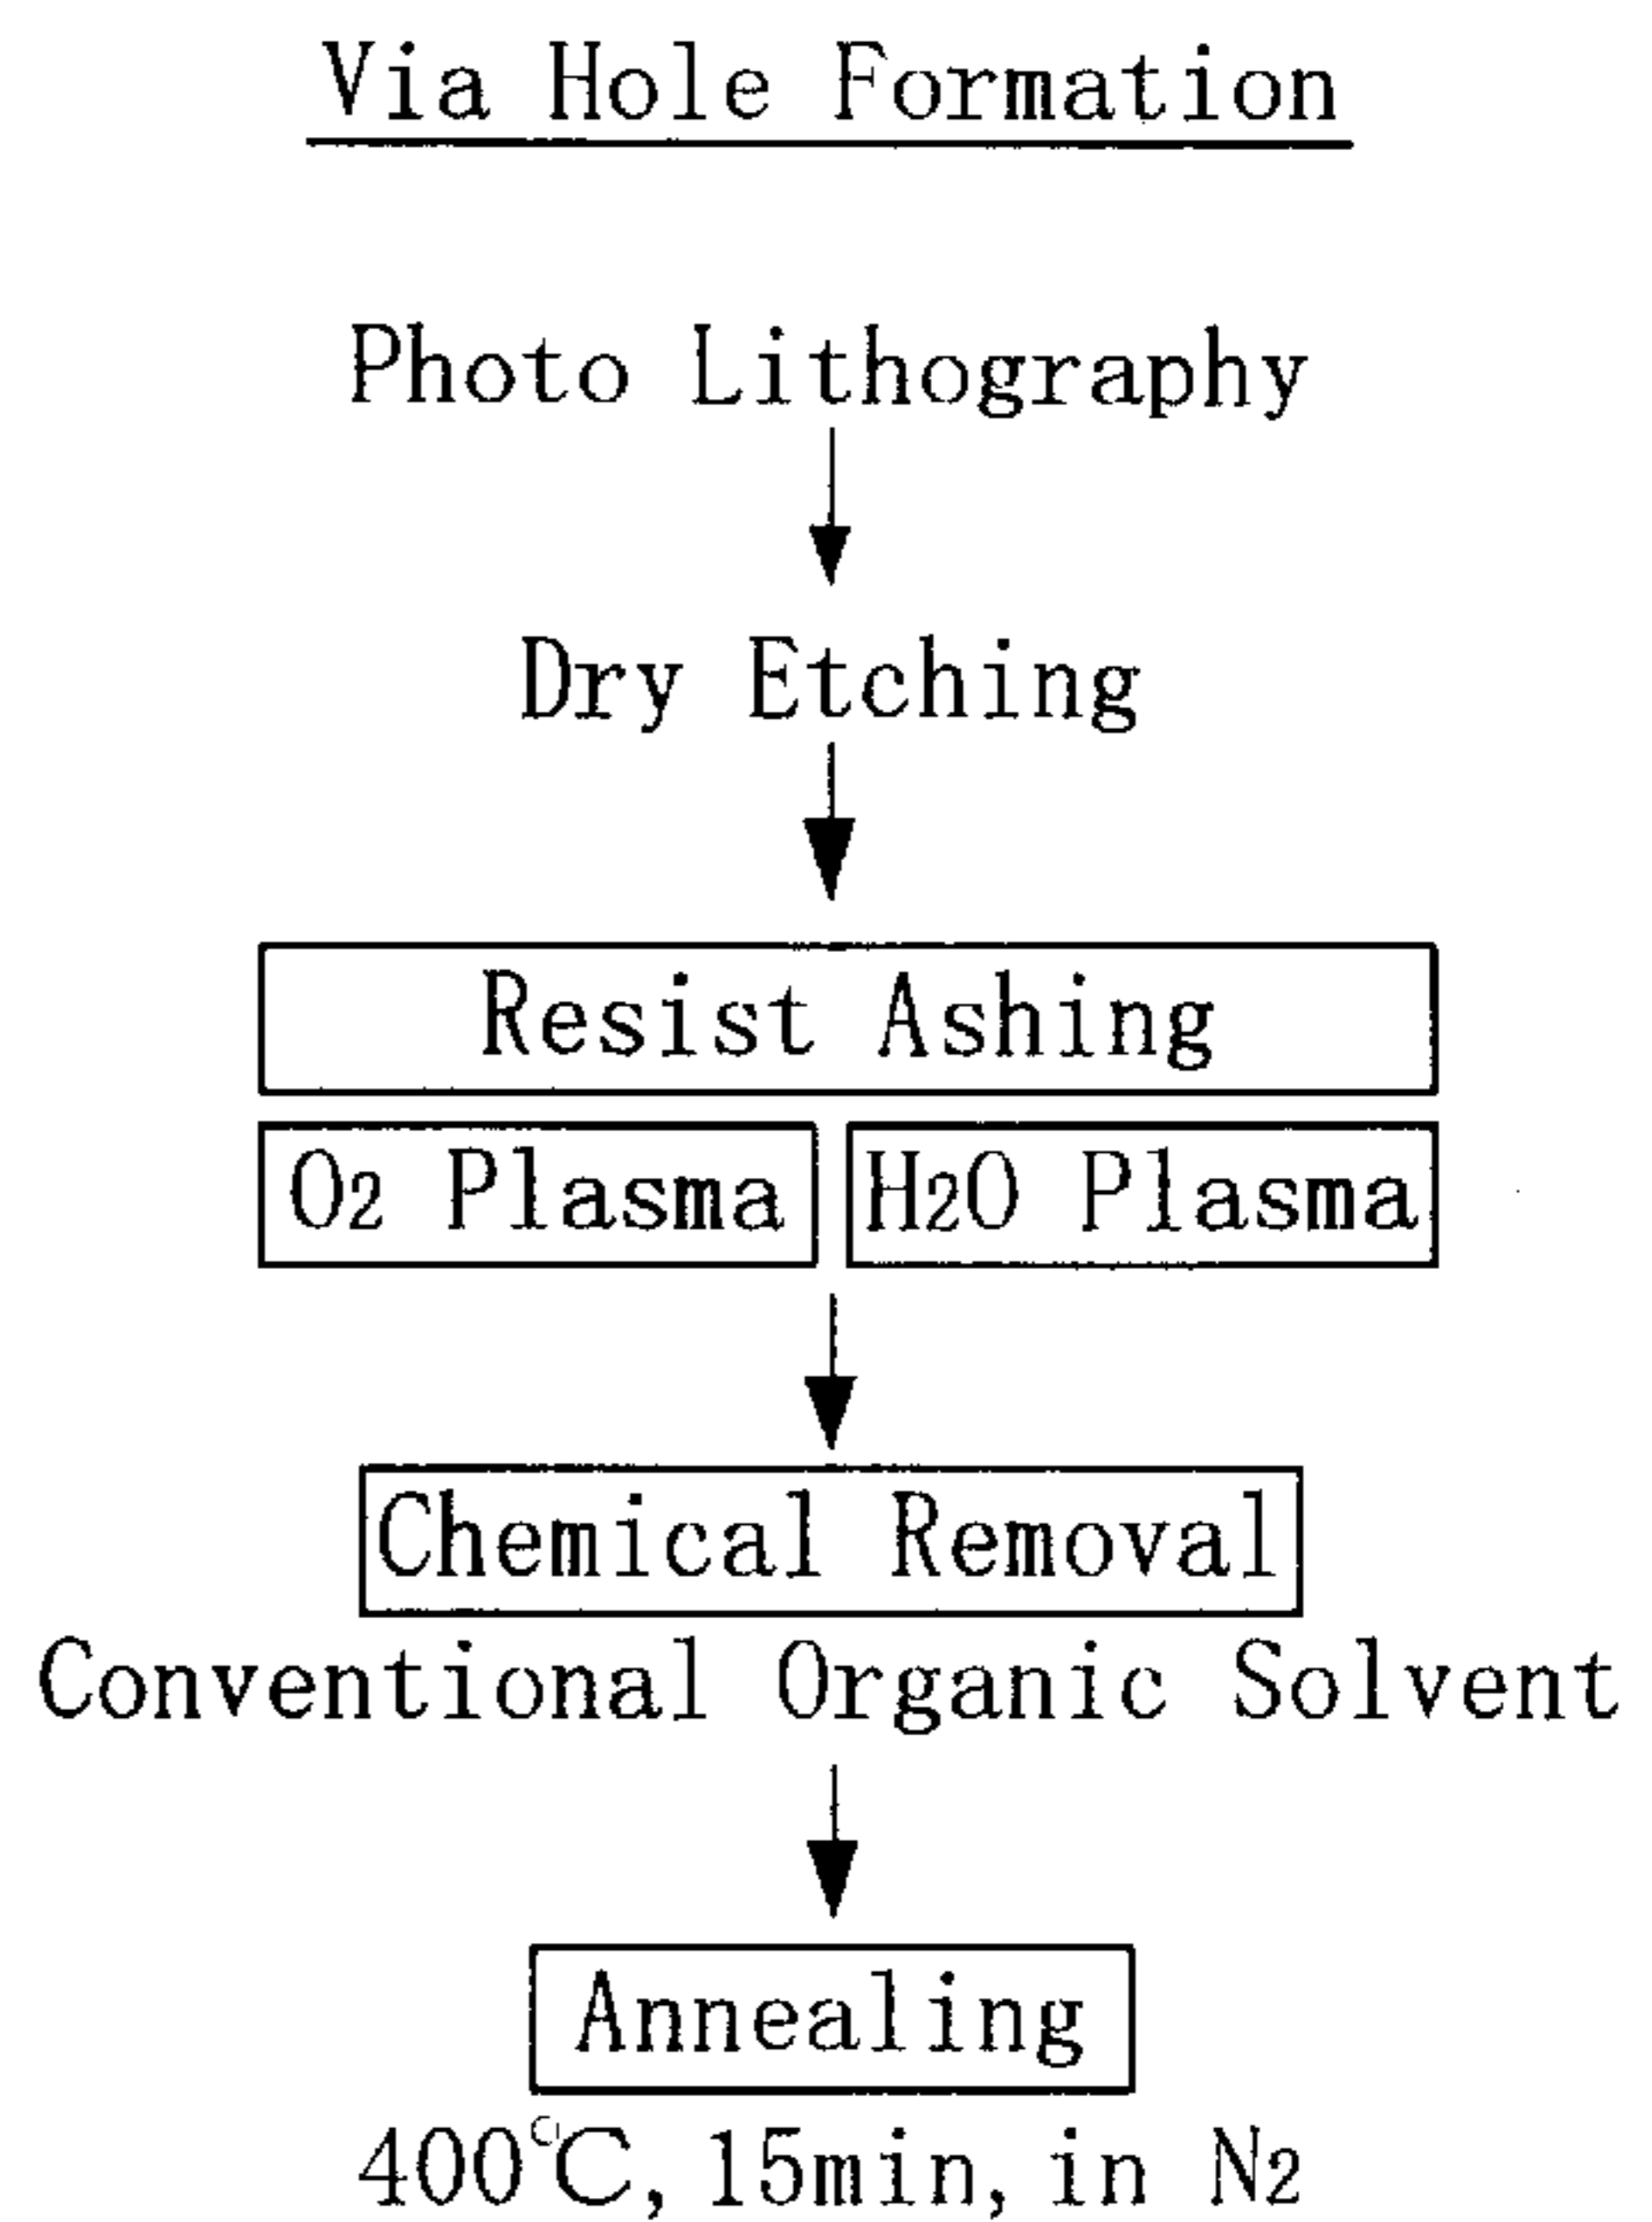 Via Hole Formation
Photo Lithography
Dry Etching
Resist Ashing
O2 Plasma H2O Plasma
Chemical Removal
Conventional Organic Solvent
Annealing
400℃, 15min, in N2